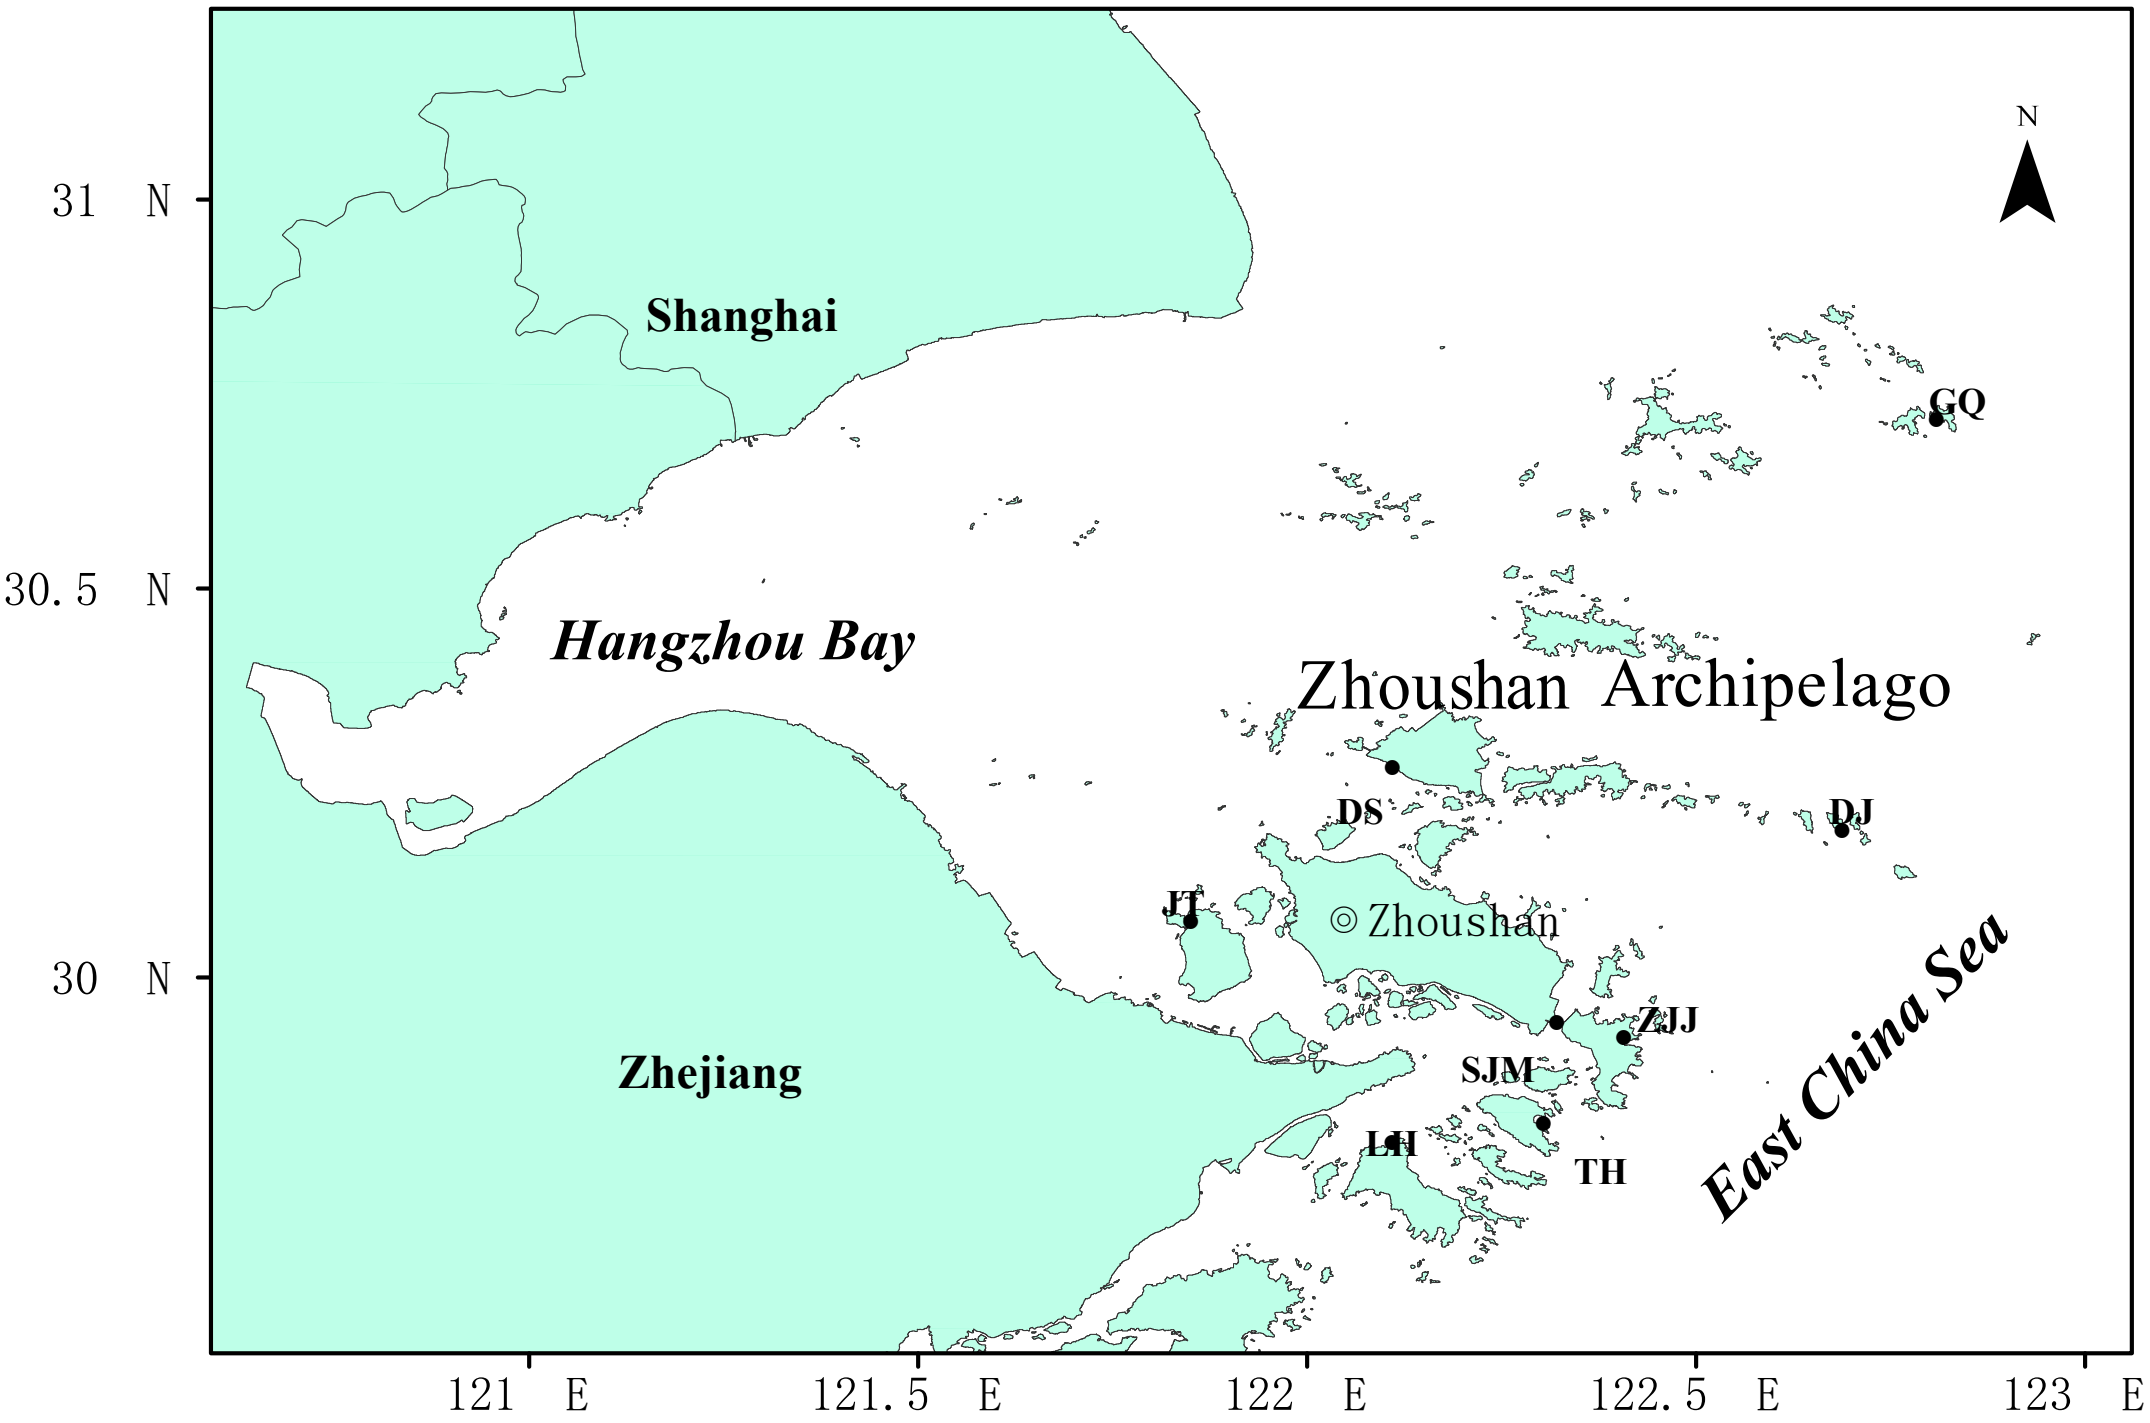 N
31 N
Shanghai
GQ
30.5 N
Hangzhou Bay
Zhoushan Archipelago
DS
DJ
JT
Zhoushan
East China Sea
30 N
ZJJ
SJM
Zhejiang
LH
TH
121 E
121.5 E
122 E
122.5 E
123 E